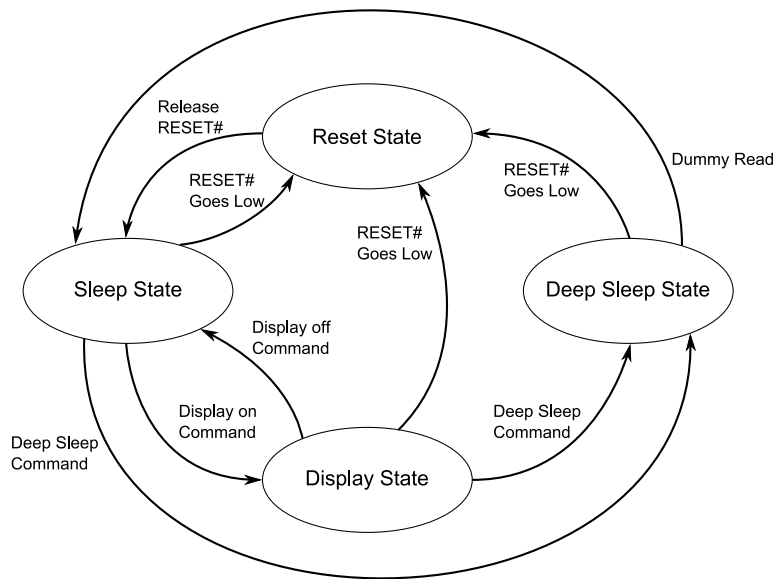 Release
RESET#
Reset State
RESET#
Goes Low
RESET#
Goes Low
Dummy Read
RESET#
Goes Low
Sleep State
Deep Sleep State
Display off
Command
Display on
Command
Deep Sleep
Command
Deep Sleep
Command
Display State